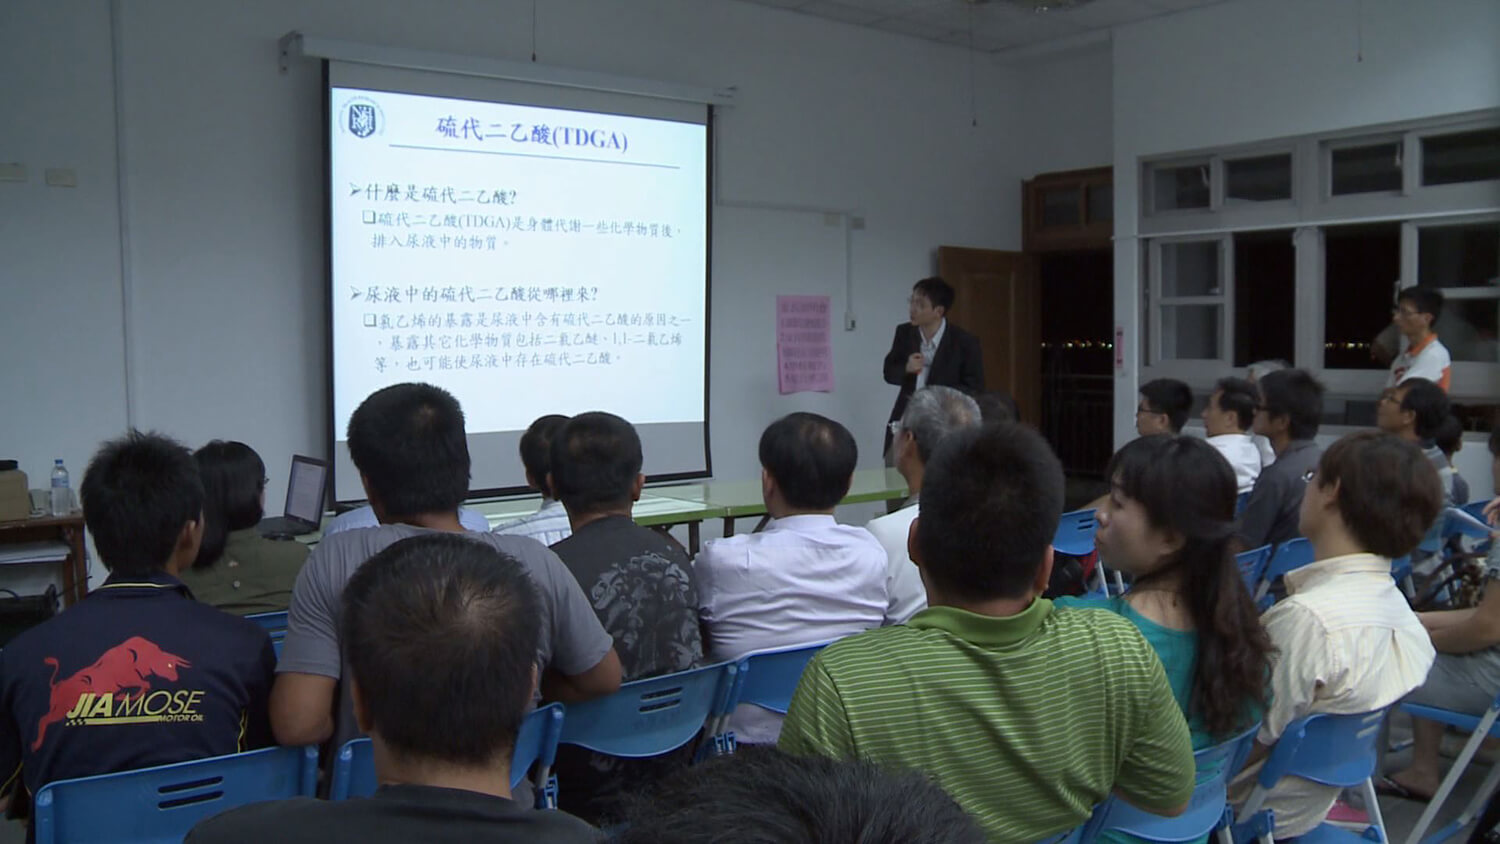 硫代二乙酸(TDGA)
➢什麼是硫代二乙酸?
❑硫代二乙酸(TDGA)是身體代謝一些化學物質後，
排入尿液中的物質。
➢尿液中的硫代二乙酸從哪裡來?
❑氯乙烯的暴露是尿液中含有硫代二乙酸的原因之一
，暴露其它化學物質包括二氯乙醚、1,1-二氯乙烯
等，也可能使尿液中存在硫代二乙酸。
JIAMOSE
MOTOR OIL